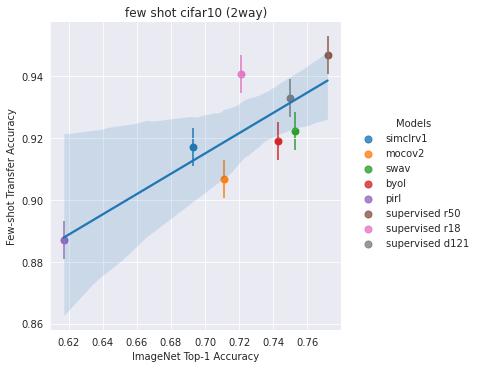 few shot cifar10 (2way)
Few-shot Transfer Accuracy
0.94
0.92
0.90
0.88
0.86
0.62 0.64 0.66 0.68 0.70 0.72 0.74 0.76
ImageNet Top-1 Accuracy
Models
simclrv1
mocov2
swav
byol
pirl
supervised r50
supervised r18
supervised d121